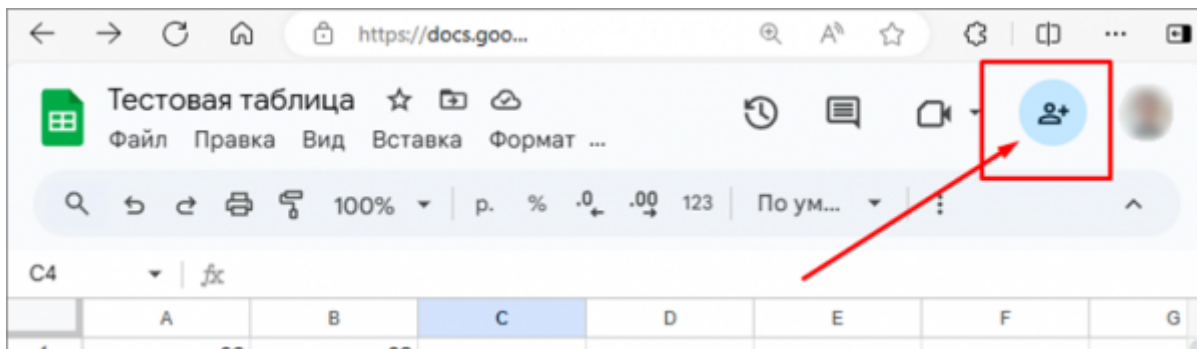 https://docs.goo...
Тестовая таблица
Файл Правка Вид Вставка Формат ...
100% р. % .0 .00 123 По ум...
C4 fx
A B C D E F G